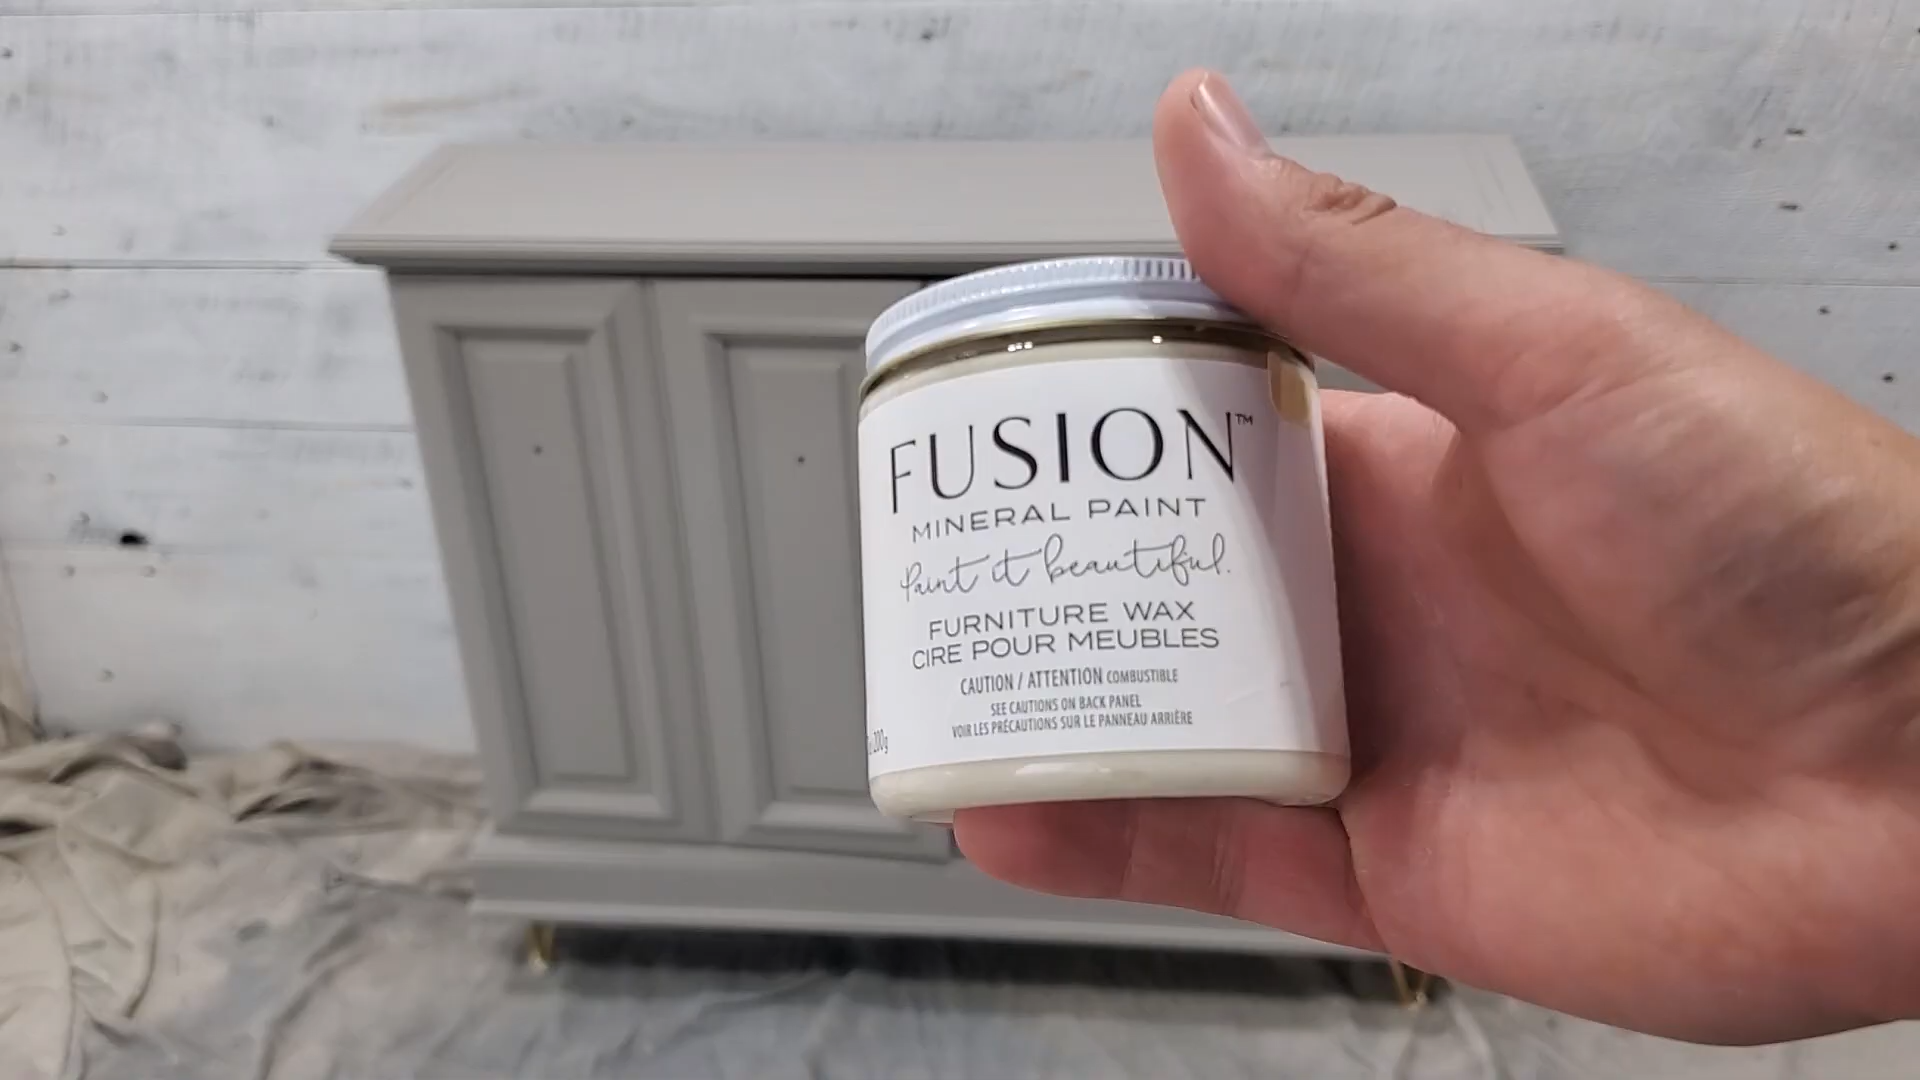 FUSION™
MINERAL PAINT
Paint it beautiful.
FURNITURE WAX
CIRE POUR MEUBLES
CAUTION / ATTENTION COMBUSTIBLE
SEE CAUTIONS ON BACK PANEL
VOIR LES PRÉCAUTIONS SUR LE PANNEAU ARRIÈRE
200g